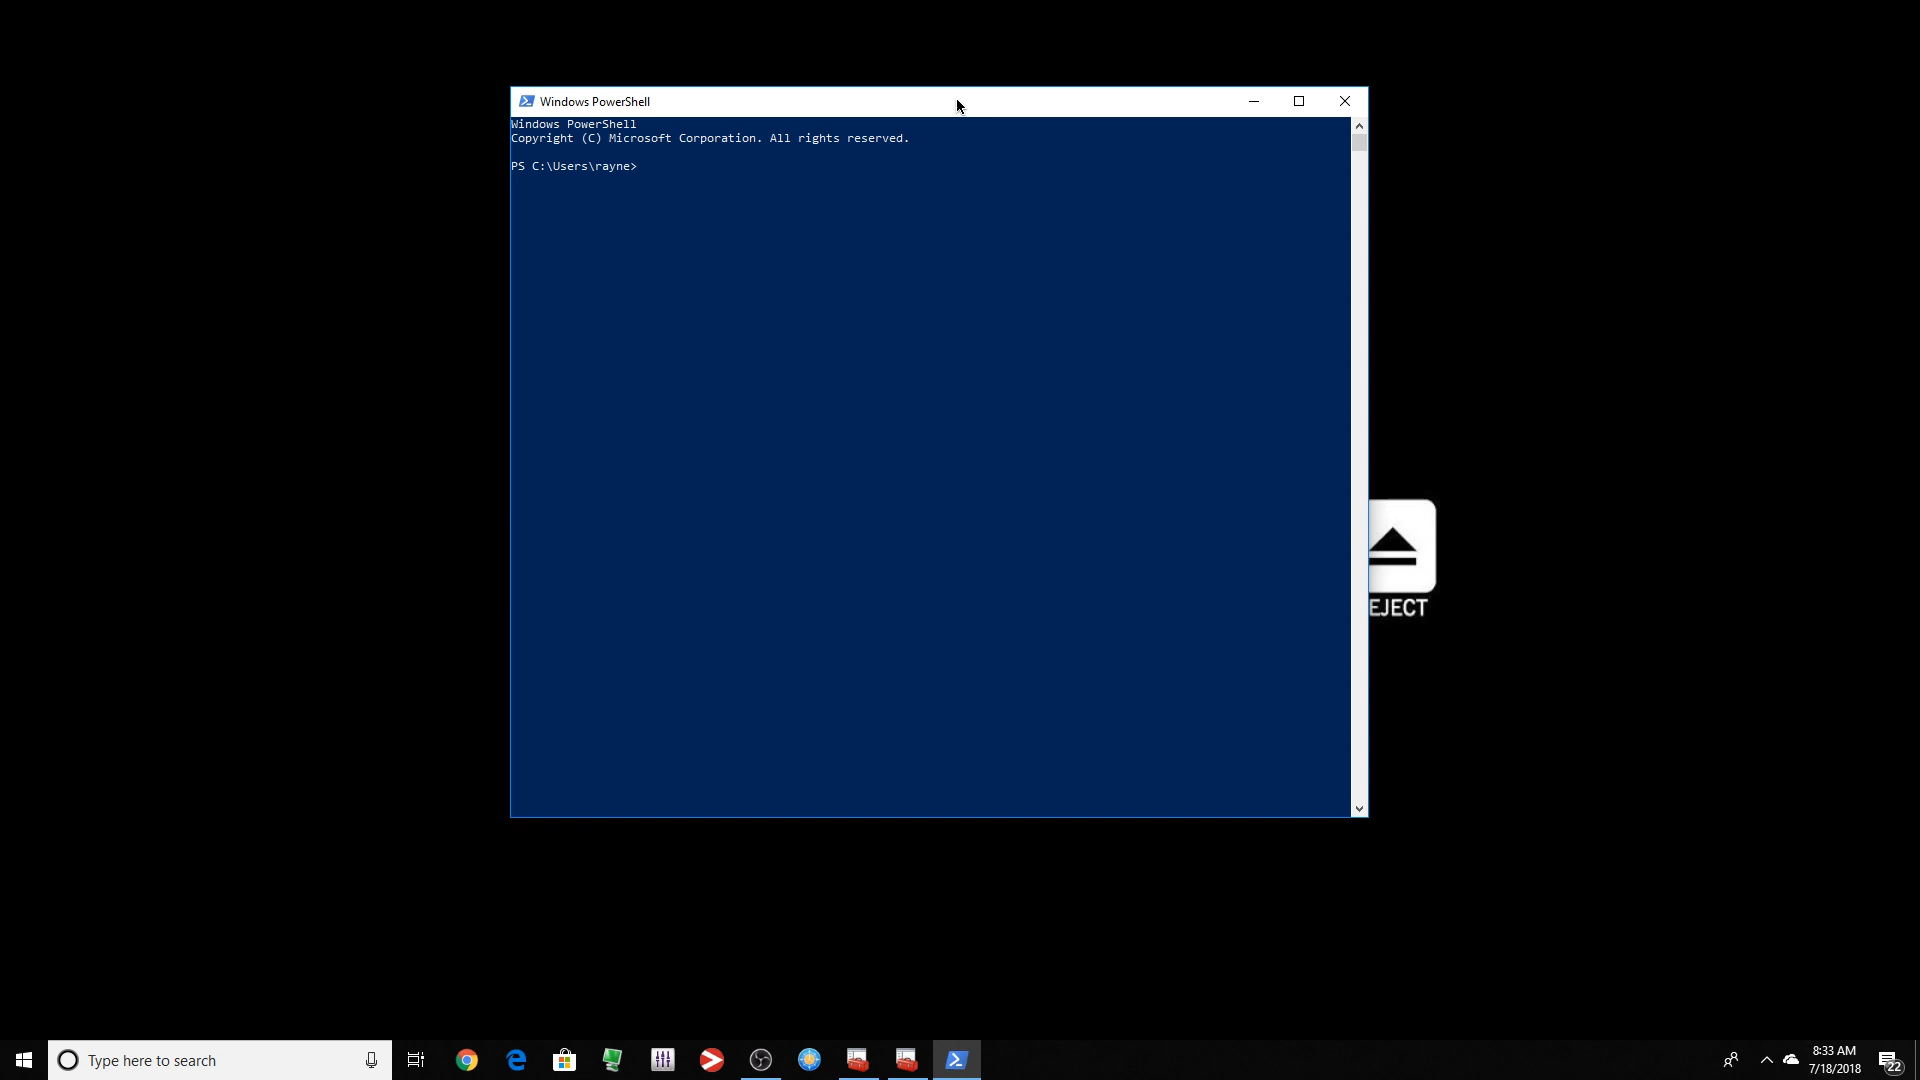 Windows PowerShell
Windows PowerShell
Copyright (C) Microsoft Corporation. All rights reserved.
PS C:\Users\rayne>
EJECT
Type here to search
8:33 AM
7/18/2018
22